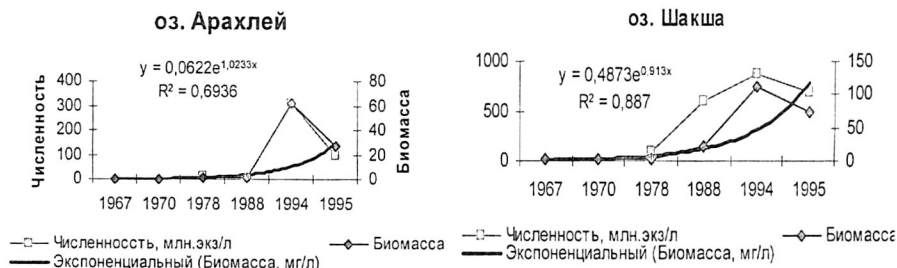 оз. Арахлей
y = 0,0622e^1,0233x
R² = 0,6936
Численность
400
300
200
100
0
80
60
40
20
0
Биомасса
1967 1970 1978 1988 1994 1995
Численноссть, млн.экз/л
Биомасса
Экспоненциальный (Биомасса, мг/л)
оз. Шакша
y = 0,4873e^0,913x
R² = 0,887
1000
500
0
150
100
50
0
1967 1970 1978 1988 1994 1995
Численность, млн.экз/л
Биомасса
Экспоненциальный (Биомасса, мг/л)